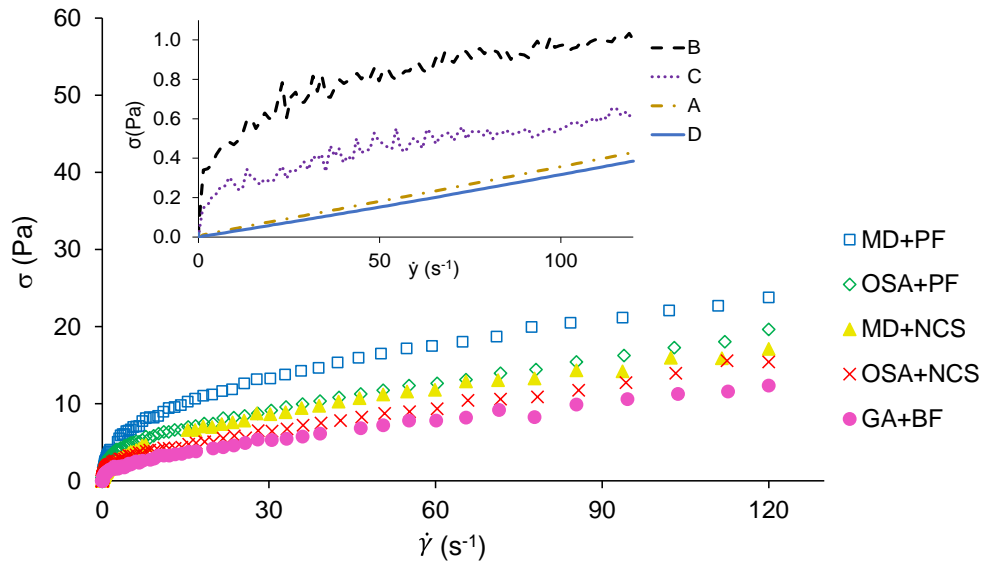 60
50
40
30
20
10
0
σ (Pa)
0
30
60
90
120
γ̇ (s-1)
1.0
0.8
0.6
0.4
0.2
0.0
σ(Pa)
0
50
100
ẏ (s-1)
B
C
A
D
MD+PF
OSA+PF
MD+NCS
OSA+NCS
GA+BF